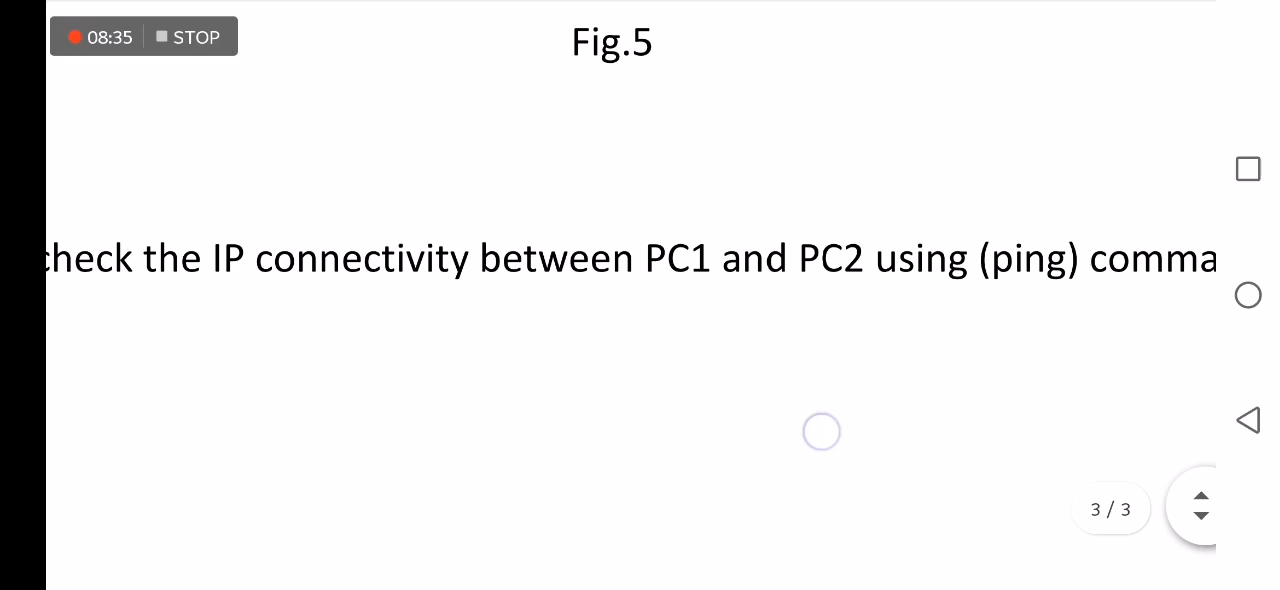 08:35 STOP
Fig.5
check the IP connectivity between PC1 and PC2 using (ping) comma
3 / 3